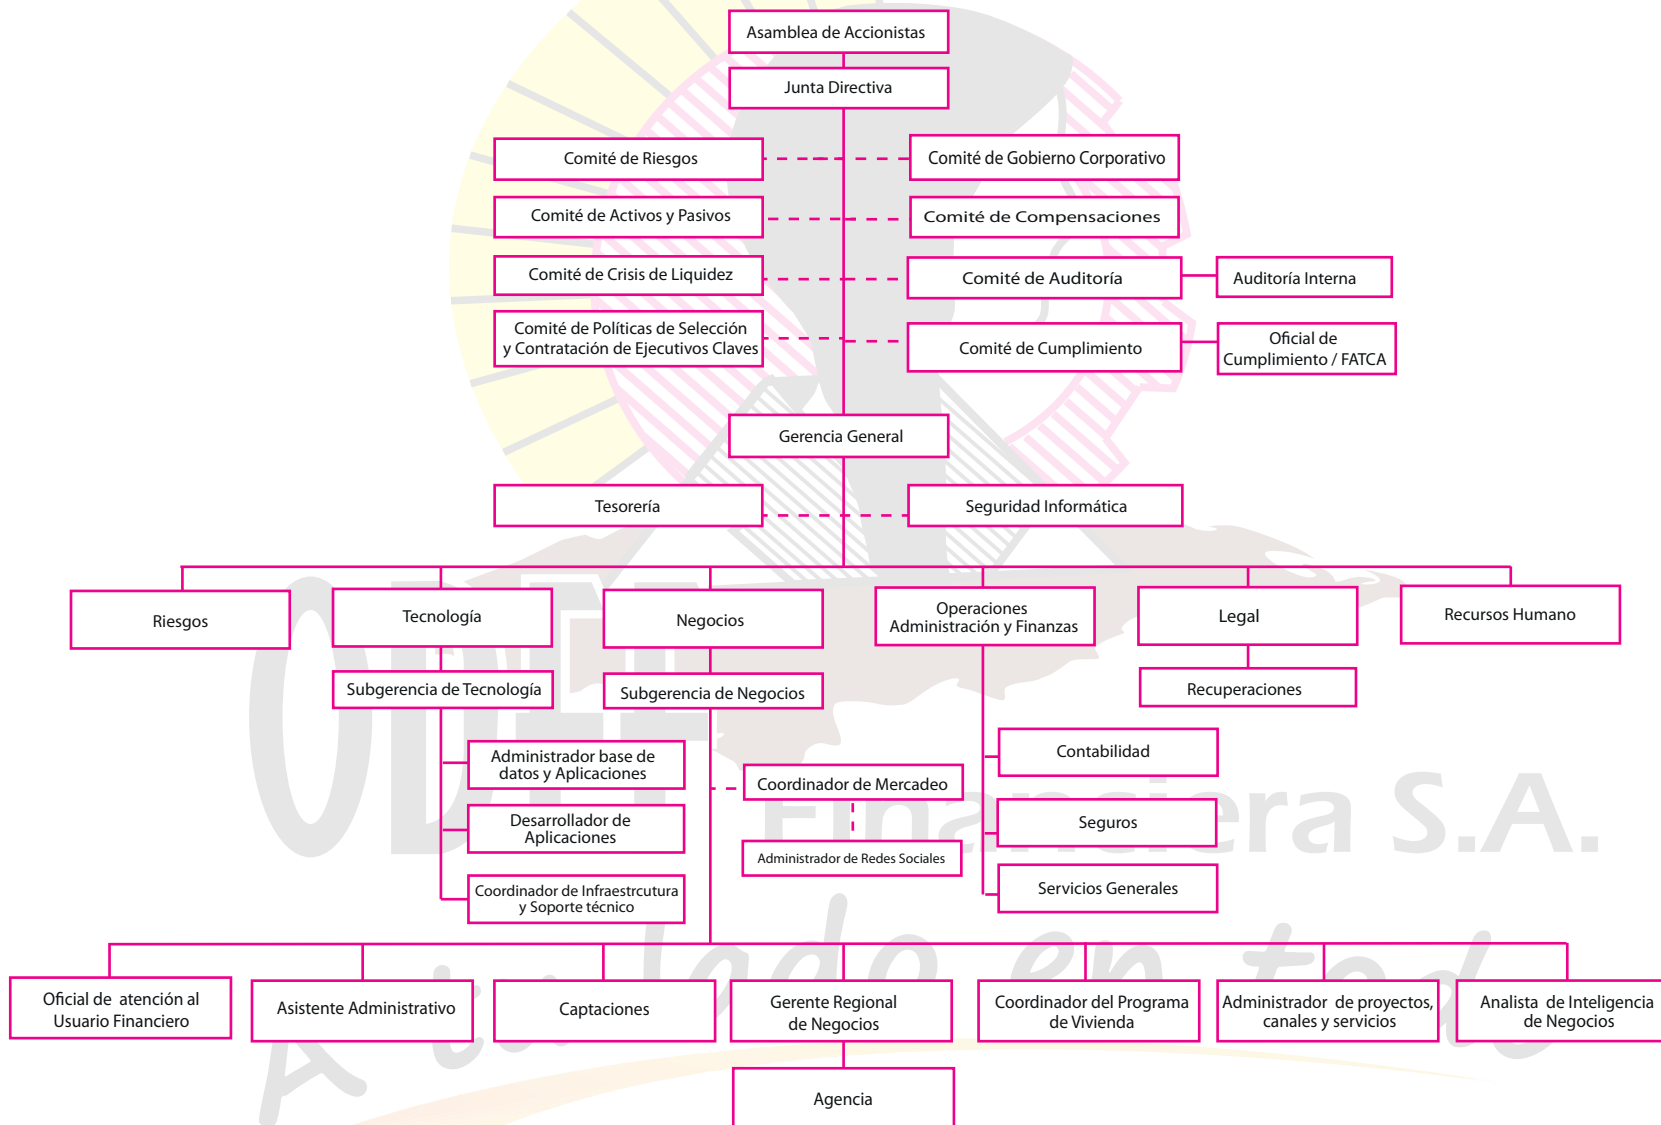 Asamblea de Accionistas
Junta Directiva
Comité de Riesgos
Comité de Gobierno Corporativo
Comité de Activos y Pasivos
Comité de Compensaciones
Comité de Crisis de Liquidez
Comité de Auditoría
Auditoría Interna
Comité de Políticas de Selección
y Contratación de Ejecutivos Claves
Comité de Cumplimiento
Oficial de
Cumplimiento / FATCA
Gerencia General
Tesorería
Seguridad Informática
Riesgos
Tecnología
Negocios
Operaciones
Administración y Finanzas
Legal
Recursos Humano
Subgerencia de Tecnología
Subgerencia de Negocios
Recuperaciones
Administrador base de
datos y Aplicaciones
Desarrollador de
Aplicaciones
Coordinador de Infraestrcutura
y Soporte técnico
Coordinador de Mercadeo
Administrador de Redes Sociales
Contabilidad
Seguros
Servicios Generales
Oficial de atención al
Usuario Financiero
Asistente Administrativo
Captaciones
Gerente Regional
de Negocios
Coordinador del Programa
de Vivienda
Administrador de proyectos,
canales y servicios
Analista de Inteligencia
de Negocios
Agencia
ODEF
Financiera S.A.
A tu lado en todo